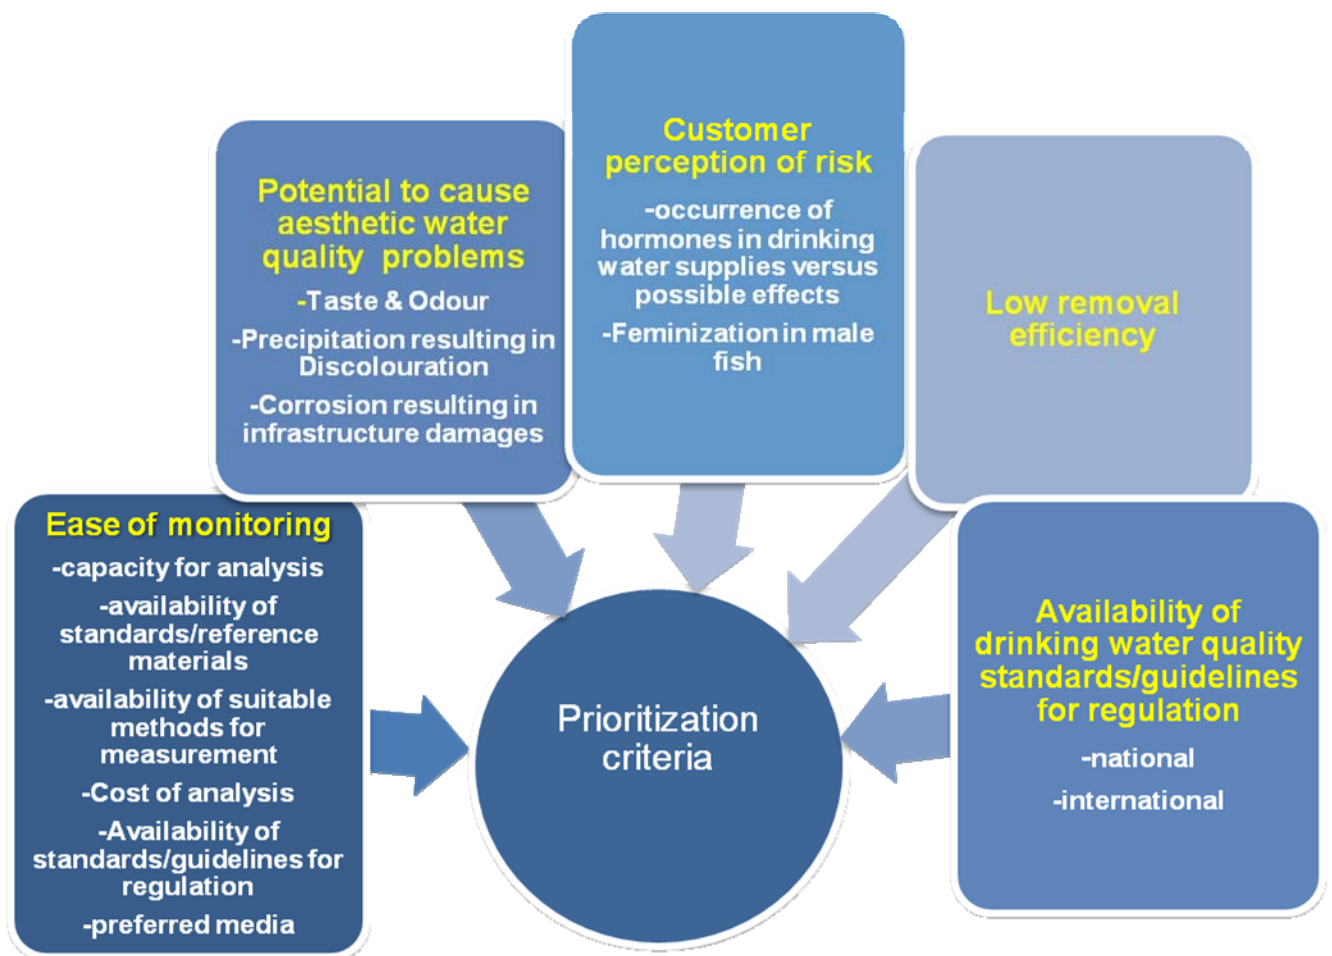 Ease of monitoring
-capacity for analysis
-availability of
standards/reference
materials
-availability of suitable
methods for
measurement
-Cost of analysis
-Availability of
standards/guidelines for
regulation
-preferred media
Potential to cause
aesthetic water
quality problems
-Taste & Odour
-Precipitation resulting in
Discolouration
-Corrosion resulting in
infrastructure damages
Customer
perception of risk
-occurrence of
hormones in drinking
water supplies versus
possible effects
-Feminization in male
fish
Low removal
efficiency
Availability of
drinking water quality
standards/guidelines
for regulation
-national
-international
Prioritization
criteria